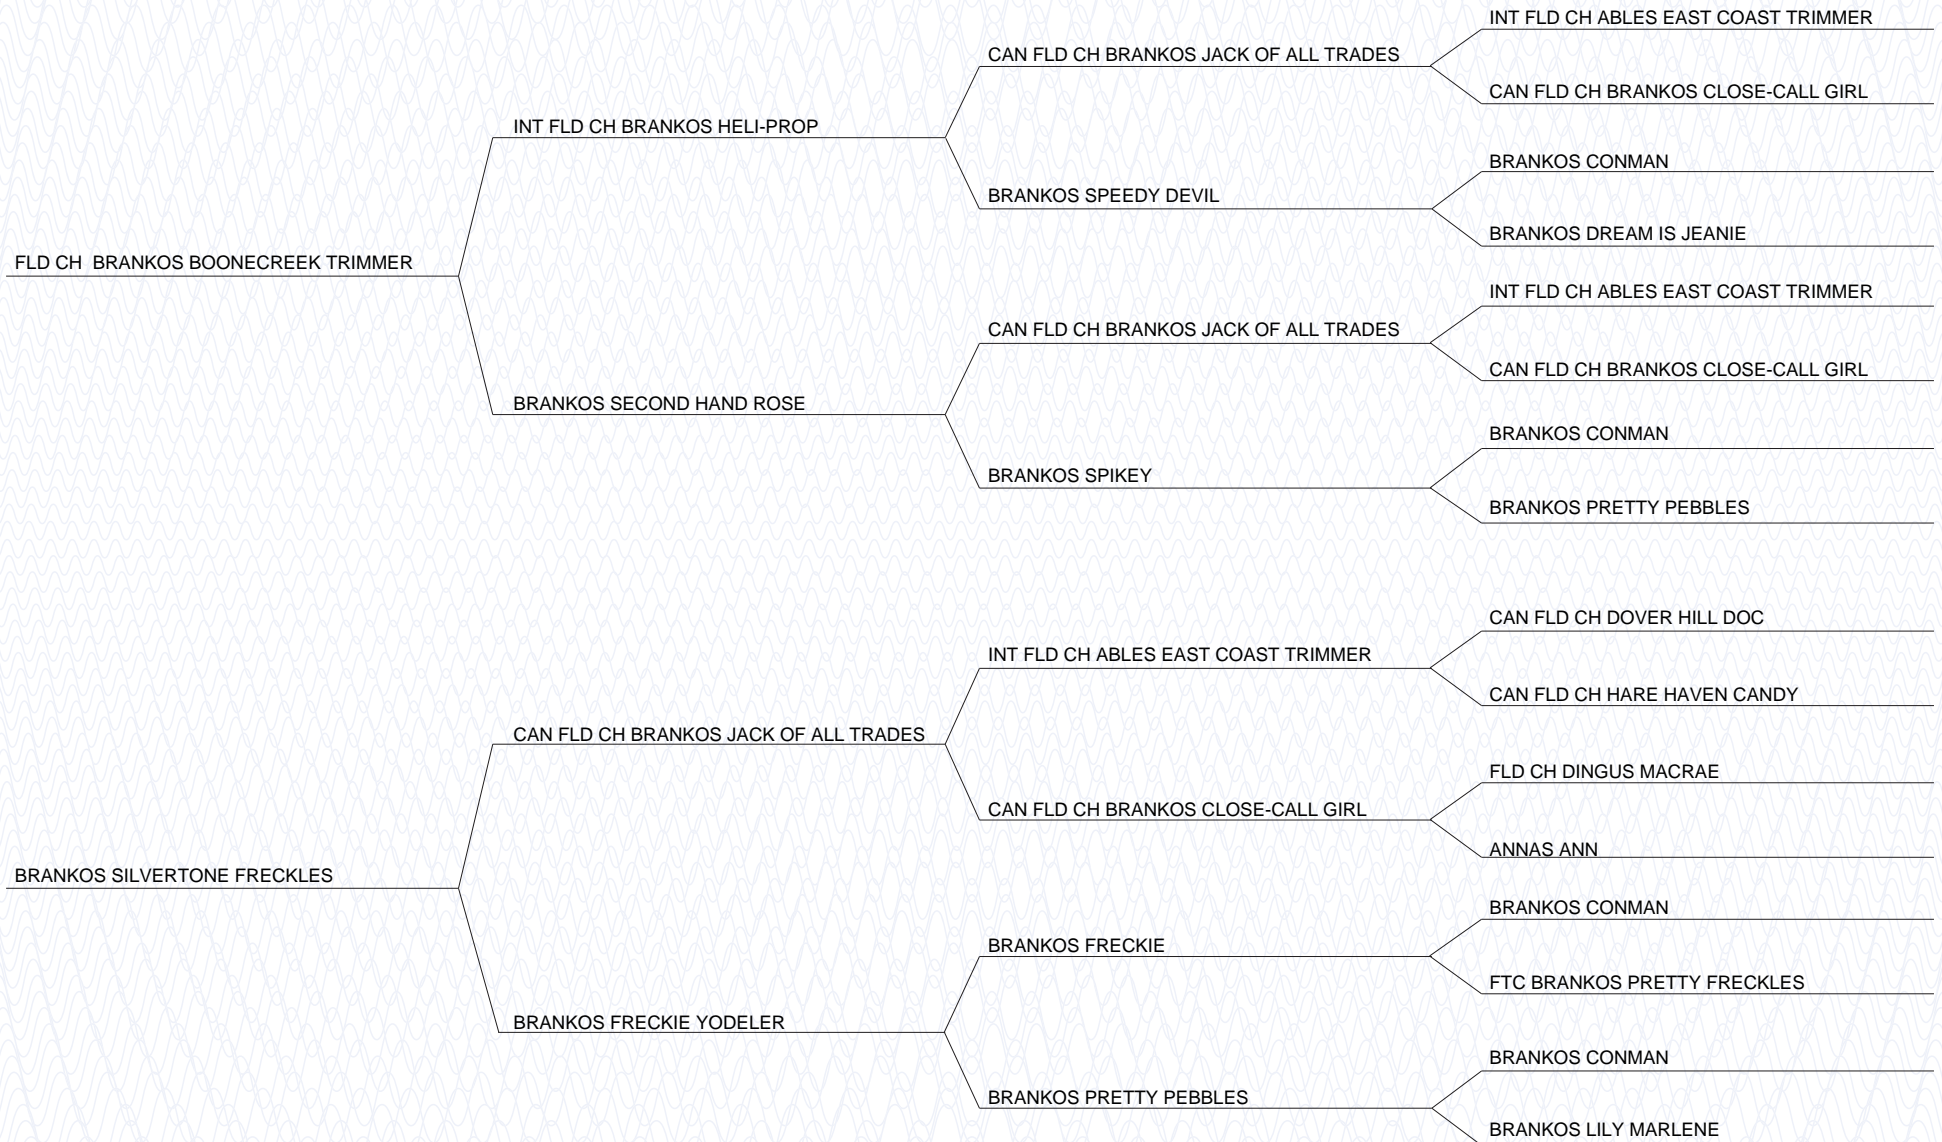 INT FLD CH ABLES EAST COAST TRIMMER
CAN FLD CH BRANKOS JACK OF ALL TRADES
CAN FLD CH BRANKOS CLOSE-CALL GIRL
INT FLD CH BRANKOS HELI-PROP
BRANKOS CONMAN
BRANKOS SPEEDY DEVIL
BRANKOS DREAM IS JEANIE
FLD CH  BRANKOS BOONECREEK TRIMMER
INT FLD CH ABLES EAST COAST TRIMMER
CAN FLD CH BRANKOS JACK OF ALL TRADES
CAN FLD CH BRANKOS CLOSE-CALL GIRL
BRANKOS SECOND HAND ROSE
BRANKOS CONMAN
BRANKOS SPIKEY
BRANKOS PRETTY PEBBLES
CAN FLD CH DOVER HILL DOC
INT FLD CH ABLES EAST COAST TRIMMER
CAN FLD CH HARE HAVEN CANDY
CAN FLD CH BRANKOS JACK OF ALL TRADES
FLD CH DINGUS MACRAE
CAN FLD CH BRANKOS CLOSE-CALL GIRL
ANNAS ANN
BRANKOS SILVERTONE FRECKLES
BRANKOS CONMAN
BRANKOS FRECKIE
FTC BRANKOS PRETTY FRECKLES
BRANKOS FRECKIE YODELER
BRANKOS CONMAN
BRANKOS PRETTY PEBBLES
BRANKOS LILY MARLENE